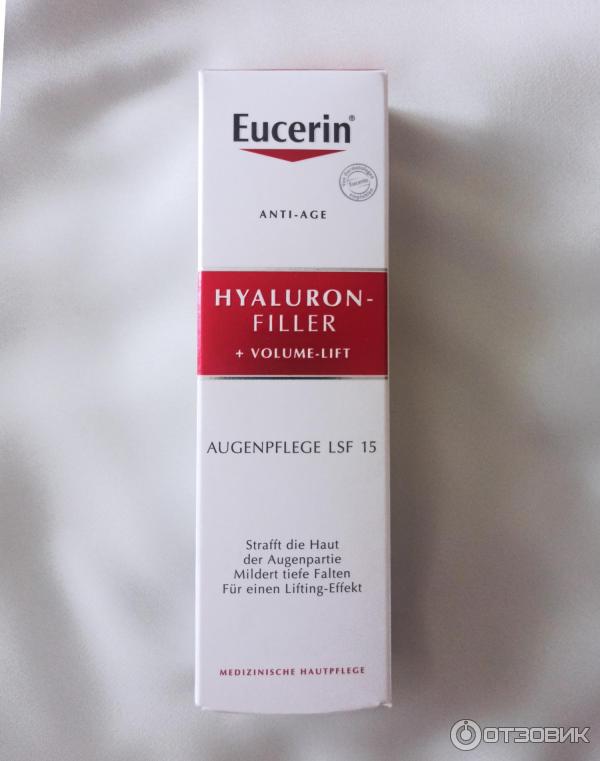 Eucerin®
Eucerin
ANTI-AGE
HYALURON-
FILLER
+ VOLUME-LIFT
AUGENPFLEGE LSF 15
Strafft die Haut
der Augenpartie
Mildert tiefe Falten
Für einen Lifting-Effekt
MEDIZINISCHE HAUTPFLEGE
ОТЗОВИК